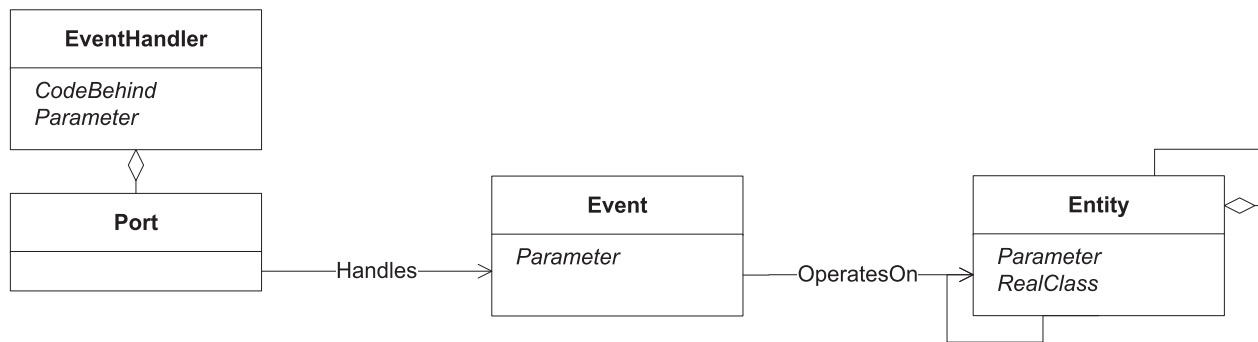 EventHandler
CodeBehind
Parameter
Port
Handles
Event
Parameter
OperatesOn
Entity
Parameter
RealClass